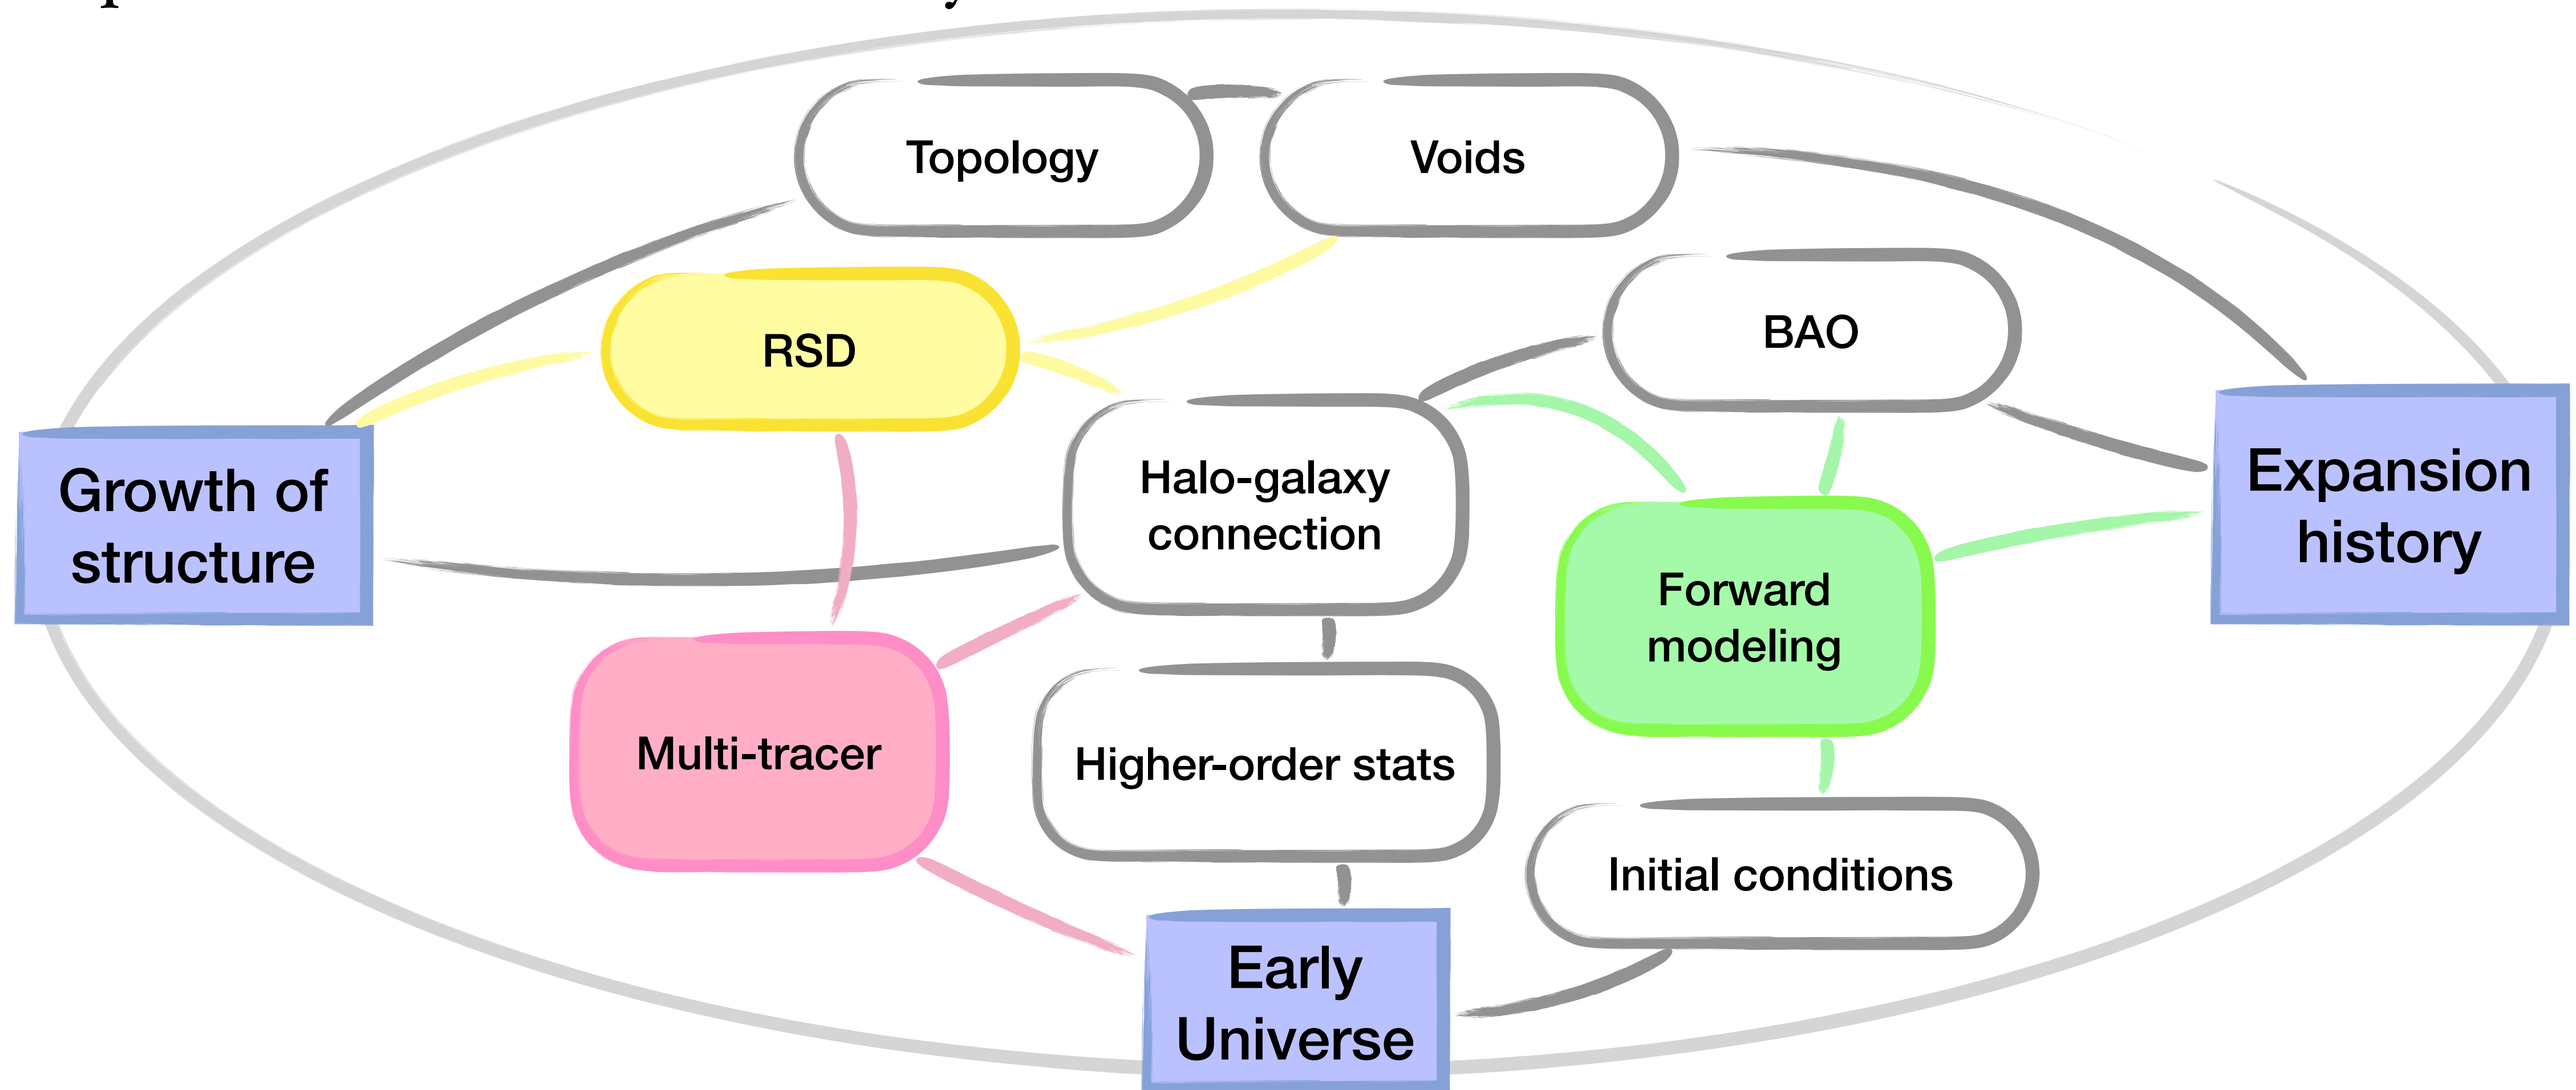 Topology
Voids
RSD
BAO
Growth of
structure
Halo-galaxy
connection
Expansion
history
Forward
modeling
Multi-tracer
Higher-order stats
Initial conditions
Early
Universe